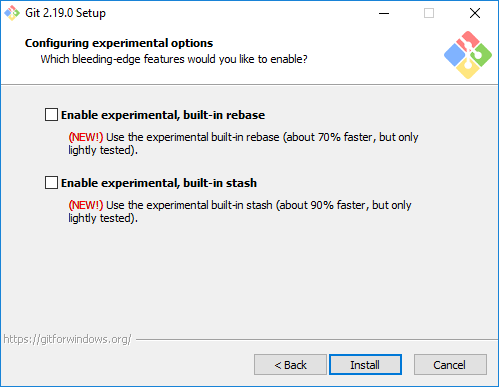 Git 2.19.0 Setup
Configuring experimental options
Which bleeding-edge features would you like to enable?
Enable experimental, built-in rebase
(NEW!) Use the experimental built-in rebase (about 70% faster, but only
lightly tested).
Enable experimental, built-in stash
(NEW!) Use the experimental built-in stash (about 90% faster, but only
lightly tested).
https://gitforwindows.org/
< Back
Install
Cancel